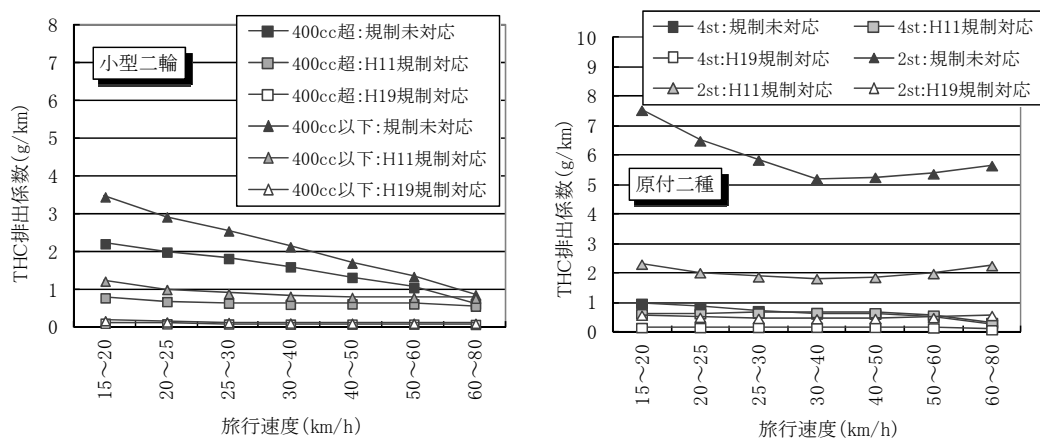 THC排出係数(g/km)
8
7
6
5
4
3
2
1
0
小型二輪
400cc超:規制未対応
400cc超:H11規制対応
400cc超:H19規制対応
400cc以下:規制未対応
400cc以下:H11規制対応
400cc以下:H19規制対応
15～20
20～25
25～30
30～40
40～50
50～60
60～80
旅行速度(km/h)
THC排出係数(g/km)
10
9
8
7
6
5
4
3
2
1
0
4st:規制未対応
4st:H11規制対応
4st:H19規制対応
2st:規制未対応
2st:H11規制対応
2st:H19規制対応
原付二種
15～20
20～25
25～30
30～40
40～50
50～60
60～80
旅行速度(km/h)